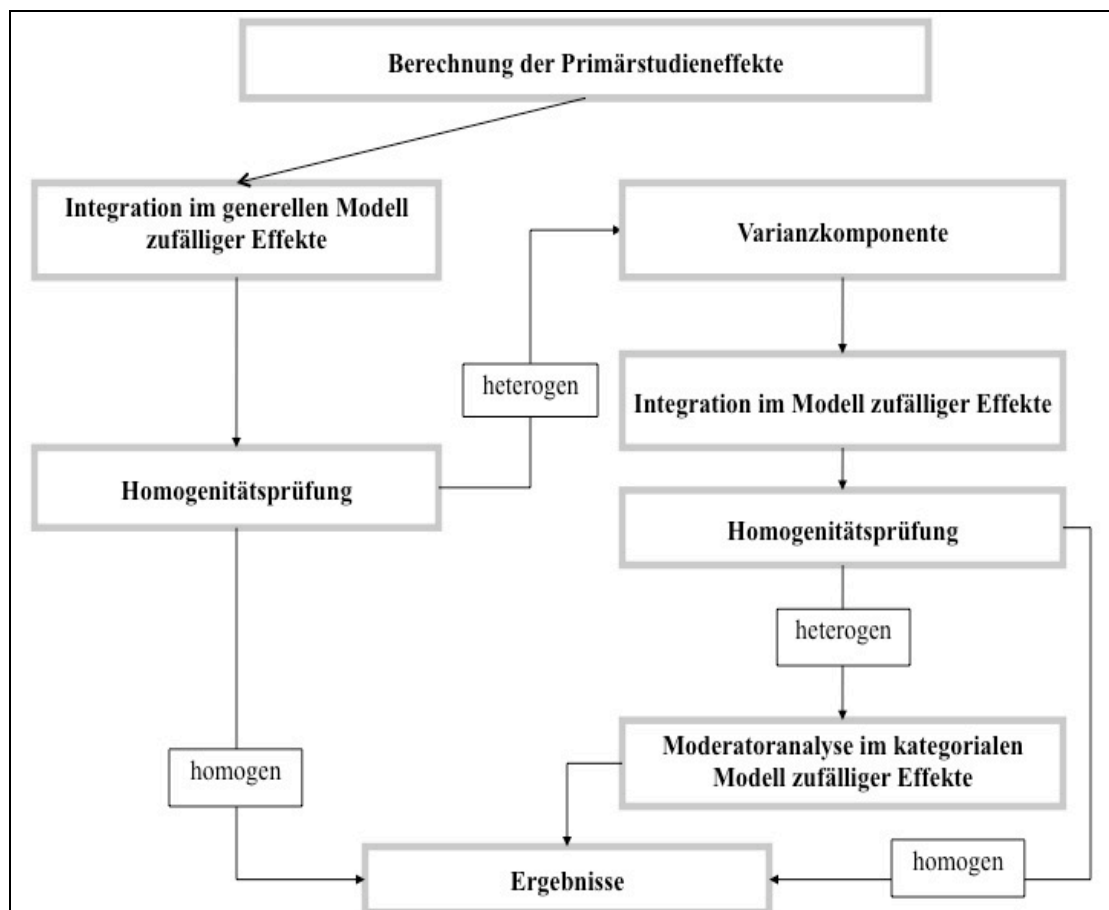 Berechnung der Primärstudieneffekte
Integration im generellen Modell
zufälliger Effekte
Varianzkomponente
heterogen
Integration im Modell zufälliger Effekte
Homogenitätsprüfung
Homogenitätsprüfung
heterogen
Moderatoranalyse im kategorialen
Modell zufälliger Effekte
homogen
homogen
Ergebnisse